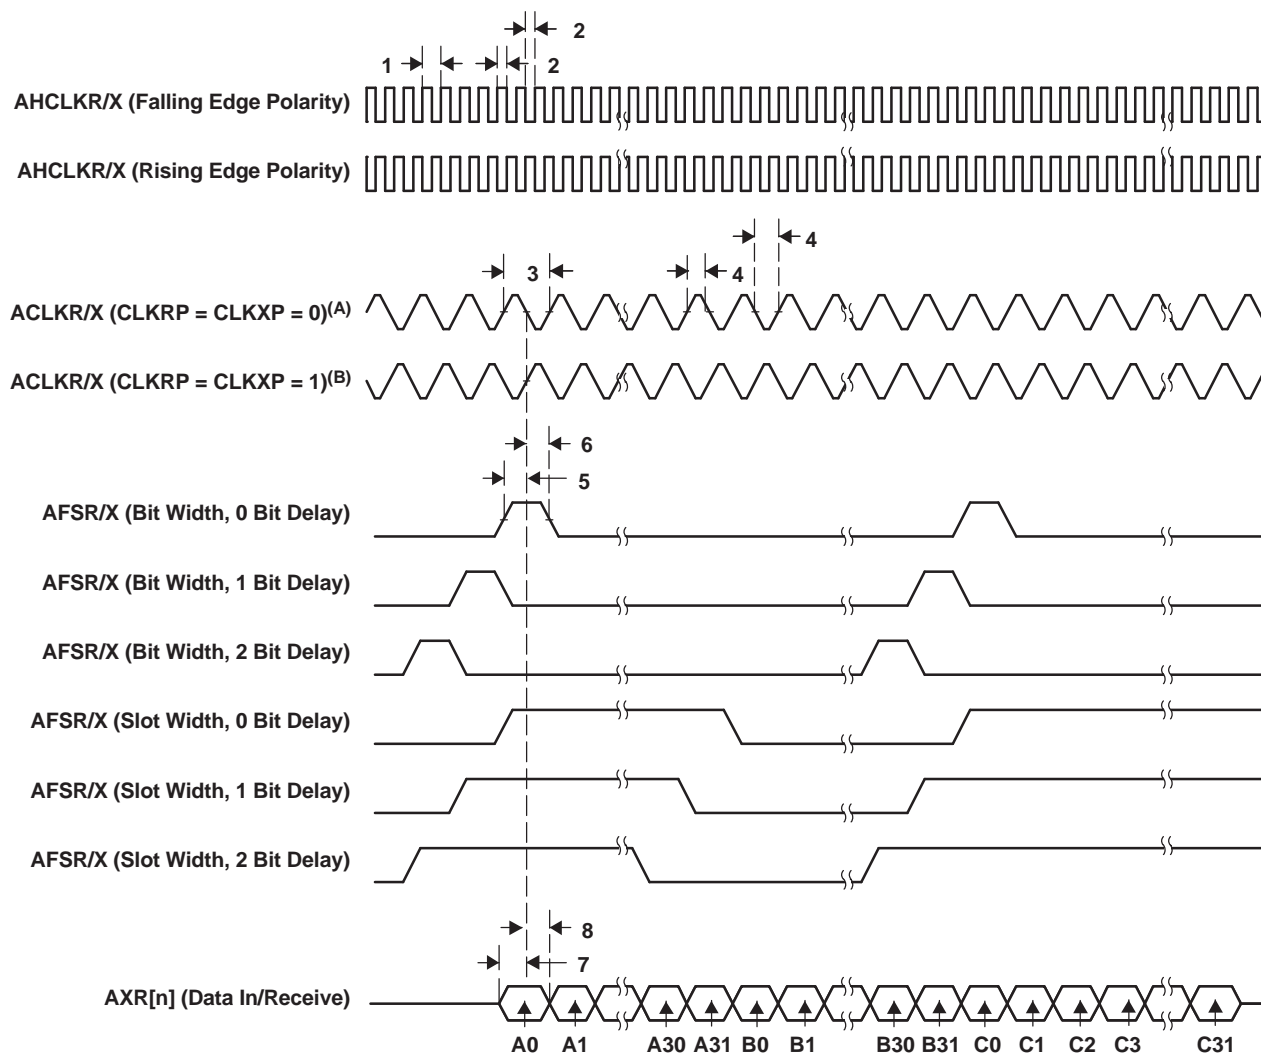 2
1
2
AHCLKR/X (Falling Edge Polarity)
AHCLKR/X (Rising Edge Polarity)
4
3
4
ACLKR/X (CLKRP = CLKXP = 0)(A)
ACLKR/X (CLKRP = CLKXP = 1)(B)
6
5
AFSR/X (Bit Width, 0 Bit Delay)
AFSR/X (Bit Width, 1 Bit Delay)
AFSR/X (Bit Width, 2 Bit Delay)
AFSR/X (Slot Width, 0 Bit Delay)
AFSR/X (Slot Width, 1 Bit Delay)
AFSR/X (Slot Width, 2 Bit Delay)
8
7
AXR[n] (Data In/Receive)
A0 A1 A30 A31 B0 B1 B30 B31 C0 C1 C2 C3 C31